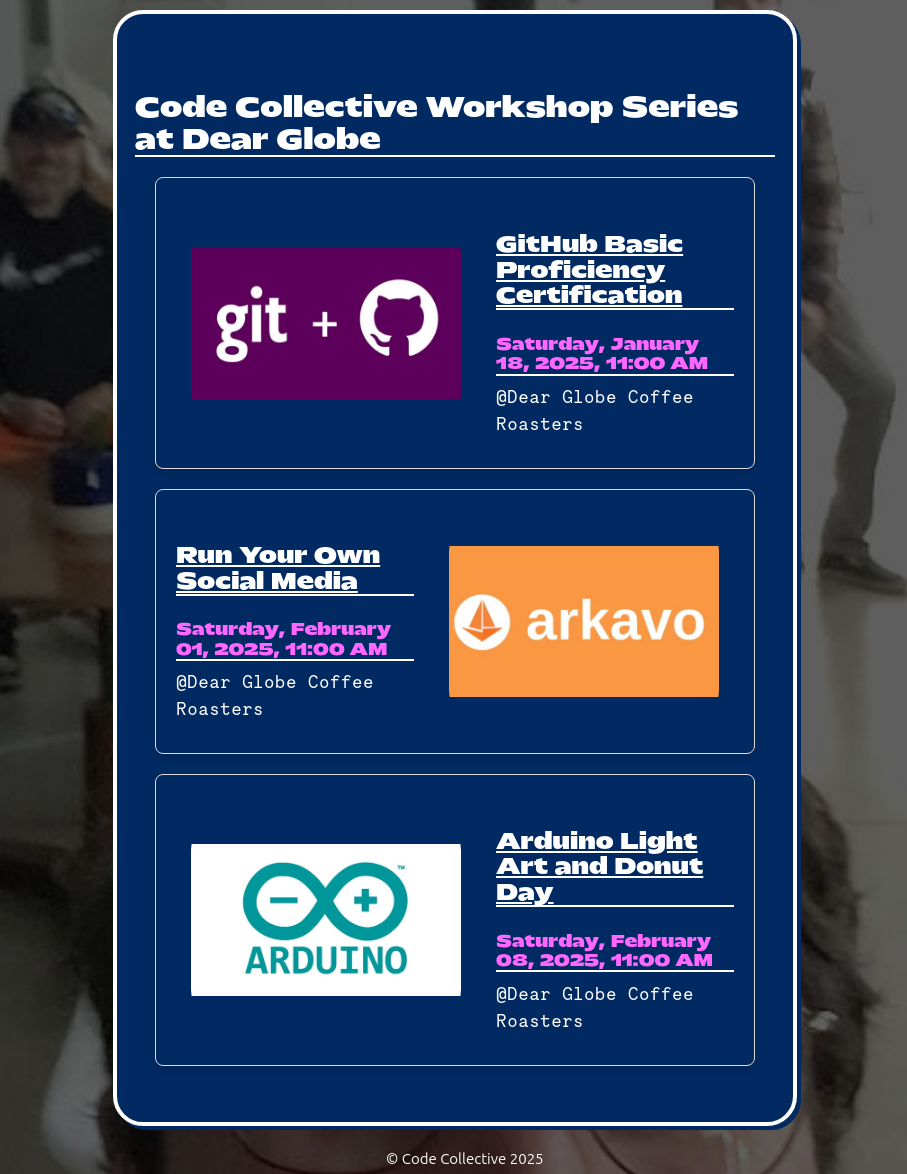 Code Collective Workshop Series
at Dear Globe
git + 
GitHub Basic
Proficiency
Certification
Saturday, January
18, 2025, 11:00 AM
@Dear Globe Coffee
Roasters
Run Your Own
Social Media
Saturday, February
01, 2025, 11:00 AM
@Dear Globe Coffee
Roasters
arkavo
ARDUINO
™
Arduino Light
Art and Donut
Day
Saturday, February
08, 2025, 11:00 AM
@Dear Globe Coffee
Roasters
© Code Collective 2025